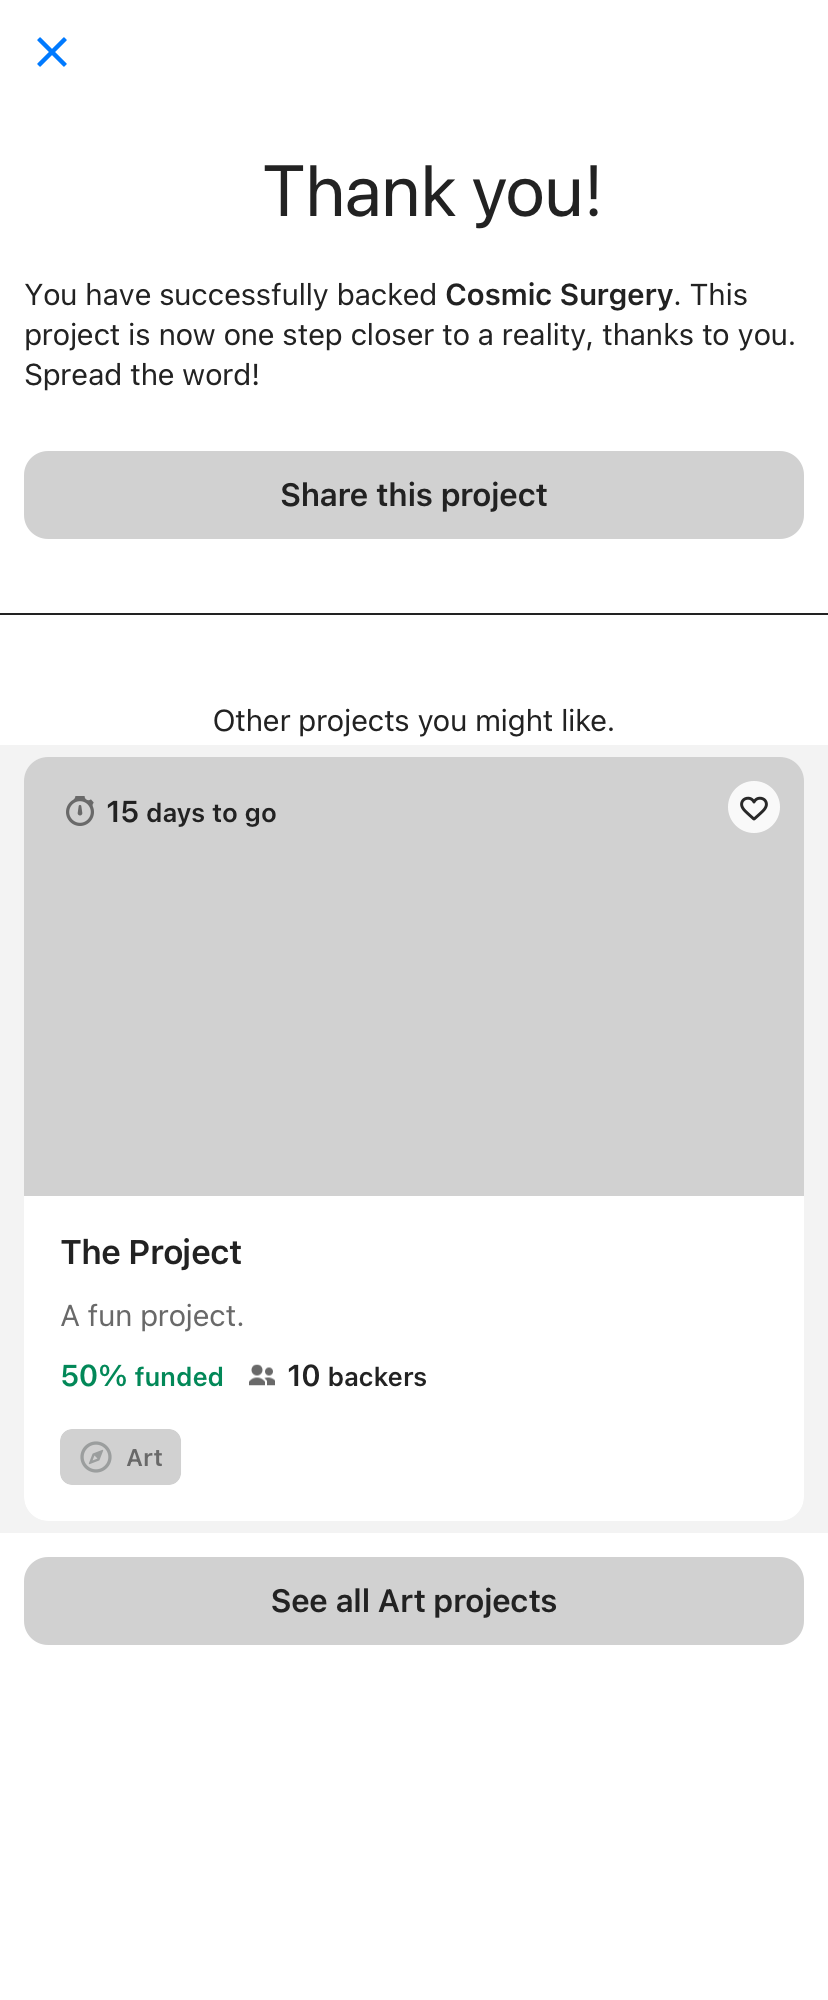 Thank you!
You have successfully backed Cosmic Surgery. This
project is now one step closer to a reality, thanks to you.
Spread the word!
Share this project
Other projects you might like.
15 days to go
The Project
A fun project.
50% funded 10 backers
Art
See all Art projects